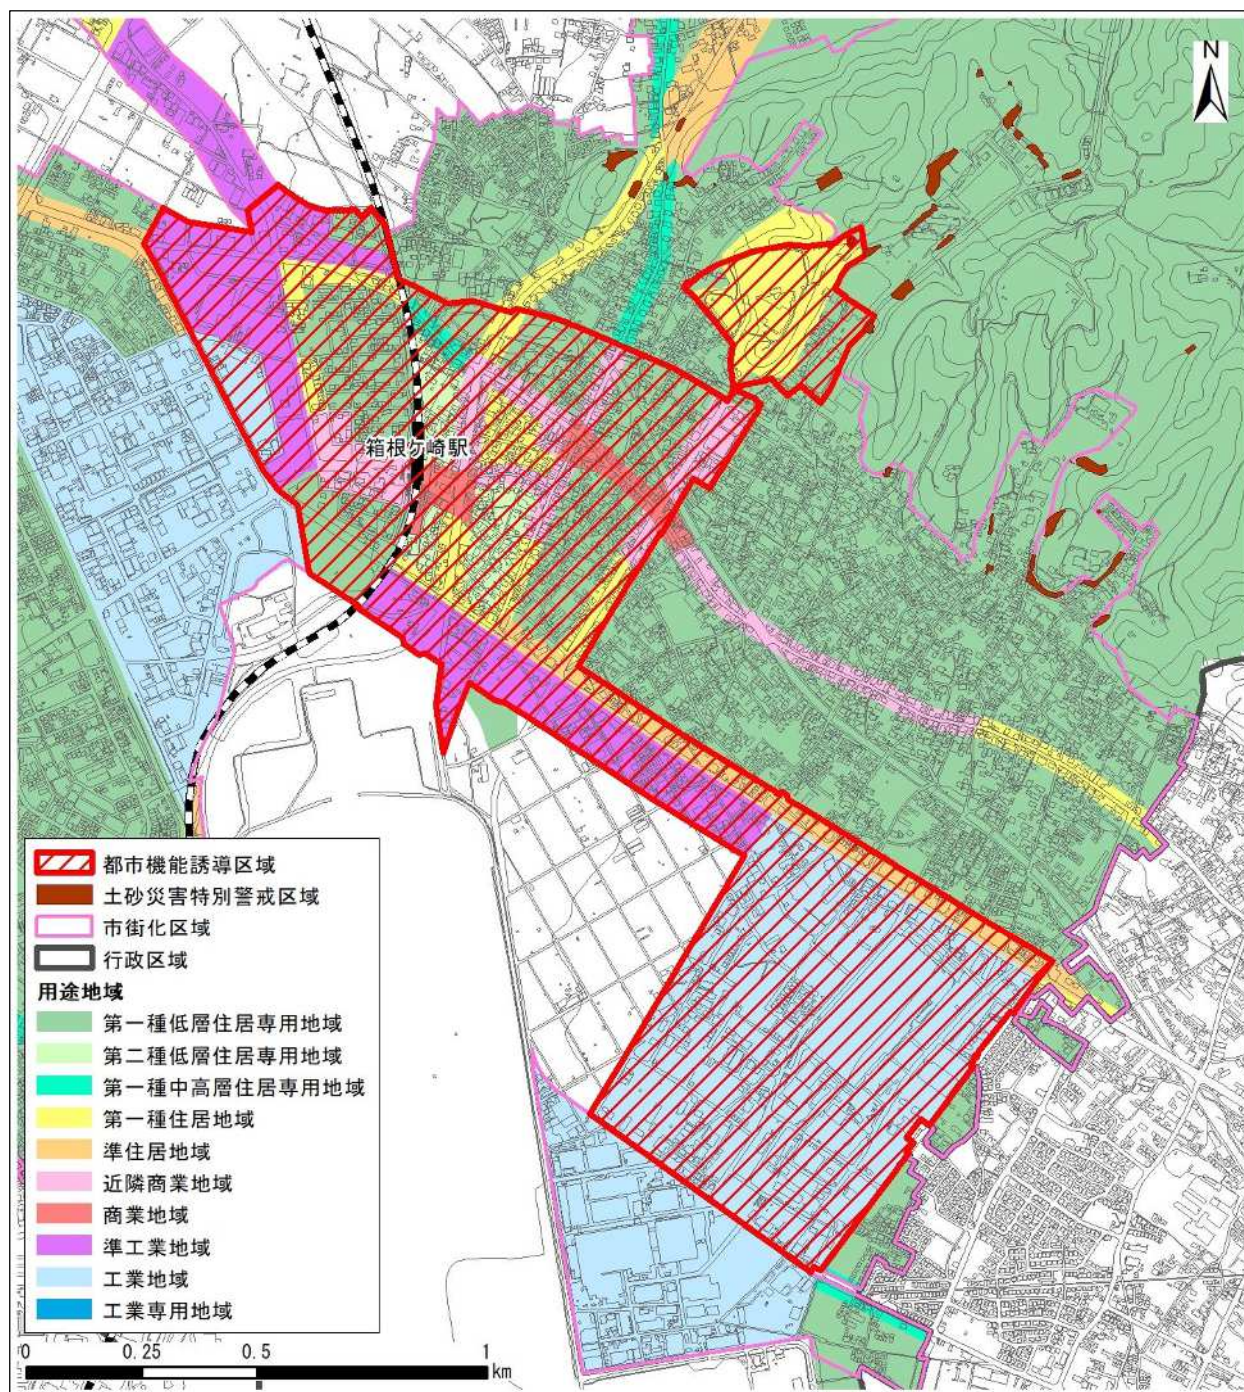 N
箱根ケ崎駅
都市機能誘導区域
土砂災害特別警戒区域
市街化区域
行政区域
用途地域
第一種低層住居専用地域
第二種低層住居専用地域
第一種中高層住居専用地域
第一種住居地域
準住居地域
近隣商業地域
商業地域
準工業地域
工業地域
工業専用地域
0 0.25 0.5 1
km